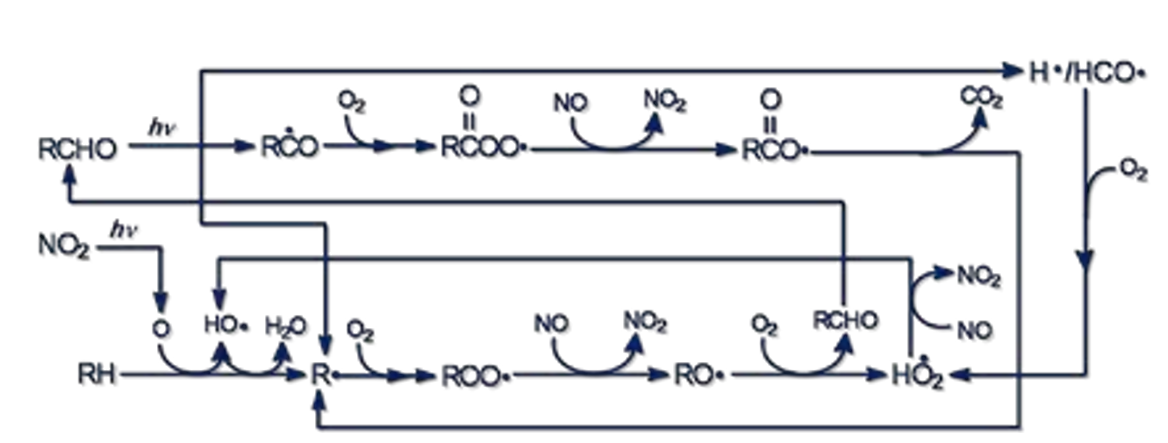 H•/HCO•
O₂ O NO NO₂ O CO₂
RCHO hν RĊO RCOO• RCO• O₂
NO₂ hν
NO₂
O HO• H₂O O₂ NO NO₂ O₂ RCHO NO
RH R• ROO• RO• HȮ₂